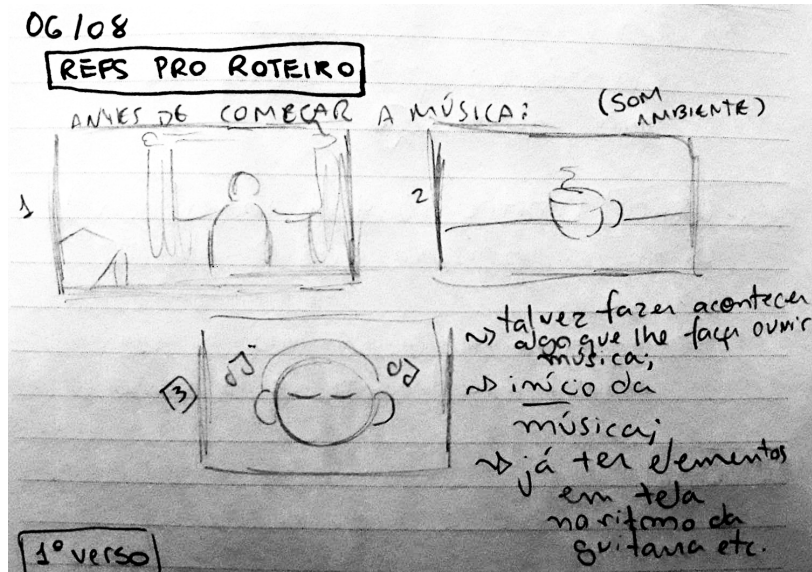 06/08
REFS PRO ROTEIRO
ANTES DE COMEÇAR A MÚSICA:
(SOM
AMBIENTE)
1
2
3
talvez fazer acontecer
algo que lhe faça ouvir
música;
início da
música;
já ter elementos
em tela
no ritmo da
guitarra etc.
1º verso